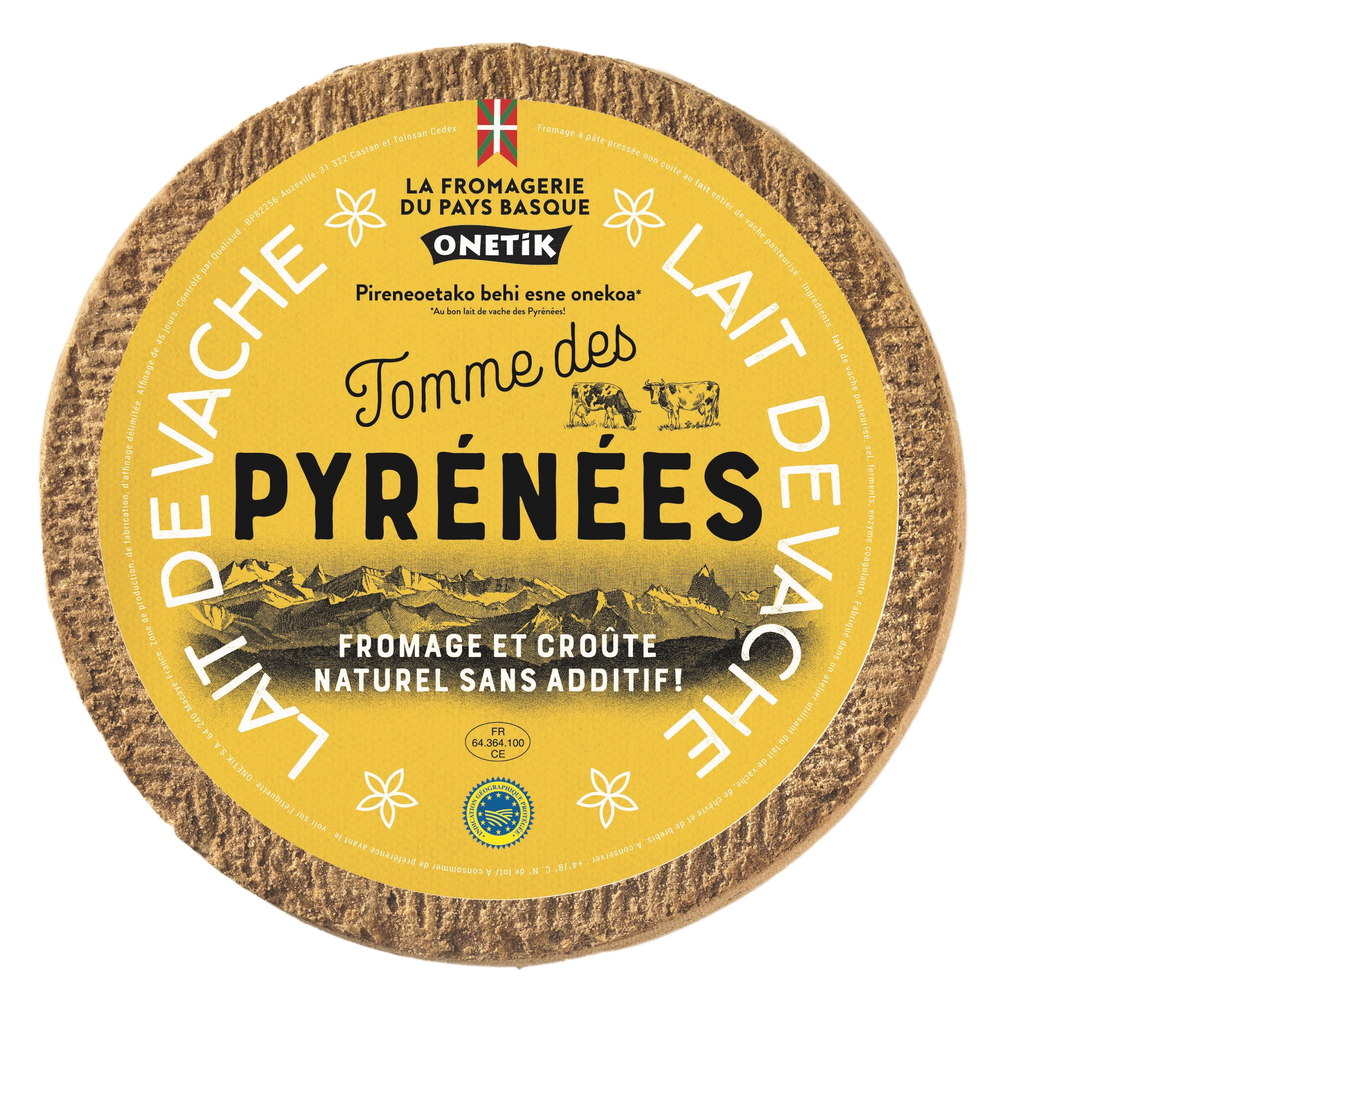 LA FROMAGERIE
DU PAYS BASQUE
ONETiK
Pireneoetako behi esne onekoa*
*Au bon lait de vache des Pyrénées!
Tomme des
PYRÉNÉES
FROMAGE ET CROÛTE
NATUREL SANS ADDITIF!
FR
64.364.100
CE
INDICATION GÉOGRAPHIQUE PROTÉGÉE
LAIT DE VACHE
LAIT DE VACHE
Fromage à pâte pressée non cuite au lait entier de vache pasteurisé - Ingrédients : lait de vache pasteurisé, sel, ferments, enzyme coagulante. Fabriqué dans un atelier utilisant du lait de vache, de chèvre et de brebis. A conserver : +4°/8°C. N° de lot/ A consommer de préférence avant le : voir sur l'étiquette. ONETIK S.A 64 240 Macaye-France. Zone de production, de fabrication, d'affinage délimitée. Affinage de 45 jours. Contrôlé par Qualisud. BP82256-Auzeville-31 322 Castan et Tolosan Cedex.